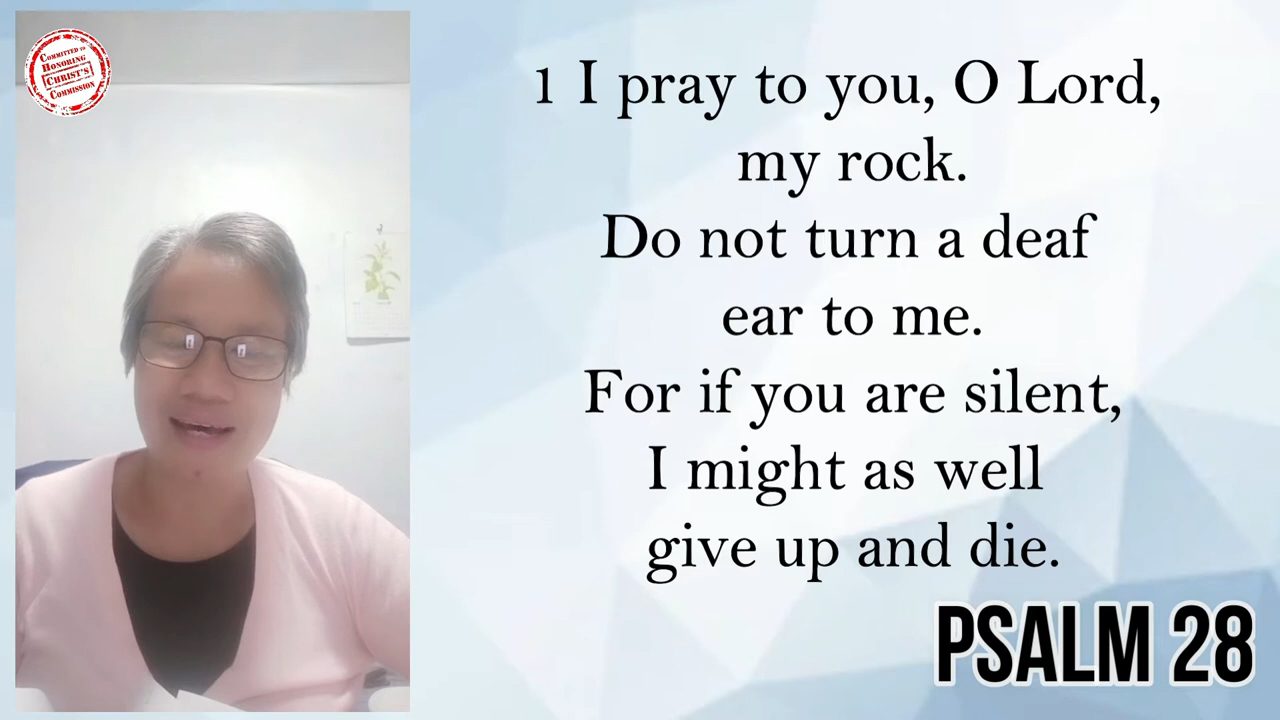 COMMITTED TO
HONORING
CHRIST'S
COMMISSION
1 I pray to you, O Lord,
my rock.
Do not turn a deaf
ear to me.
For if you are silent,
I might as well
give up and die.
PSALM 28